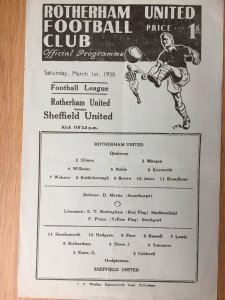 ROTHERHAM UNITED
FOOTBALL
CLUB
PRICE
1D
Official Programme
Saturday, March 1st, 1958
Football League
Rotherham United
versus
Sheffield United
Kick Off 3.0 p.m.
ROTHERHAM UNITED
Quairney
2 Silman 3 Morgan
4 Williams 5 Noble 6 Keyworth
7 Webster 8 Kettleborough 9 Brown 10 Jones 11 Broadbent
Referee: D. (Scunthorpe)
Linesmen: E. T. Nottingham (Red Flag) Huddersfield
F. Prince (Yellow Flag) Stockport
11 Hawksworth 10 Hodgson 9 Pace 8 Russell 7 Lewis
6 Richardson 5 Shaw, J 4 Summers
3 Shaw, G. 2 Coldwell
Hodgkinson
SHEFFIELD UNITED